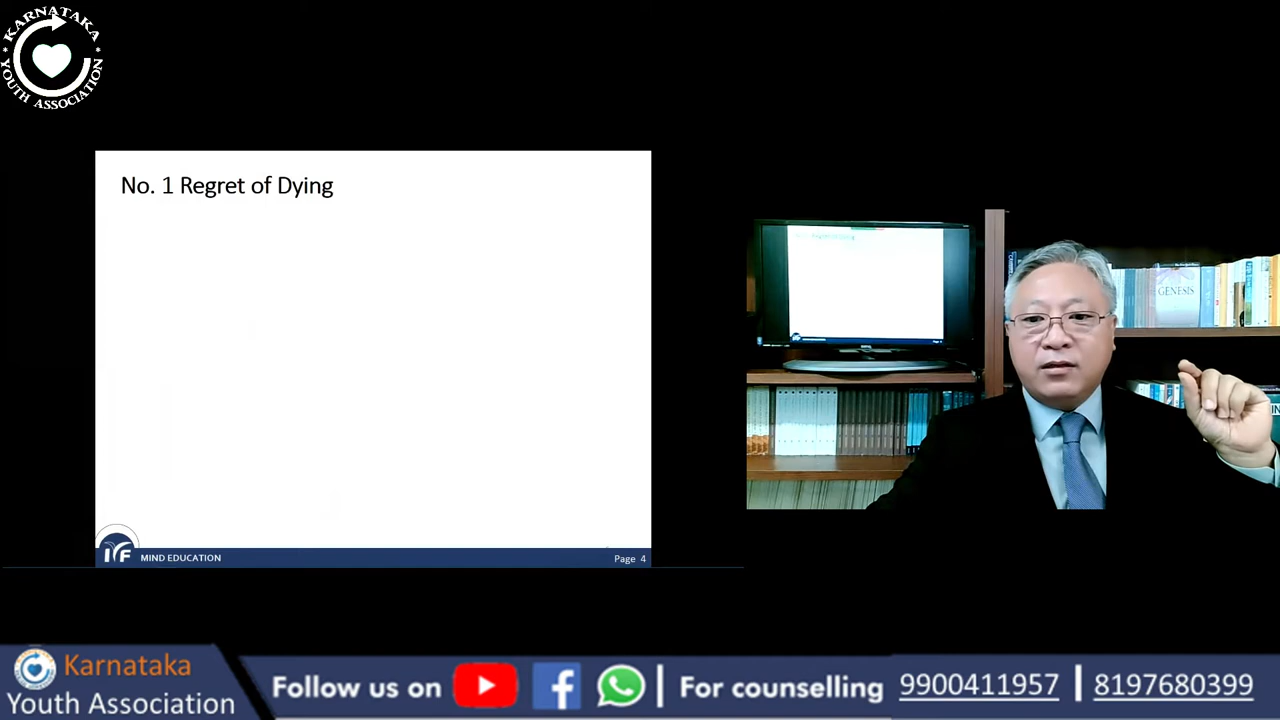 KARNATAKA
YOUTH ASSOCIATION
No. 1 Regret of Dying
GENESIS
IYF
MIND EDUCATION
Page 4
Karnataka
Youth Association
Follow us on
For counselling
9900411957
8197680399